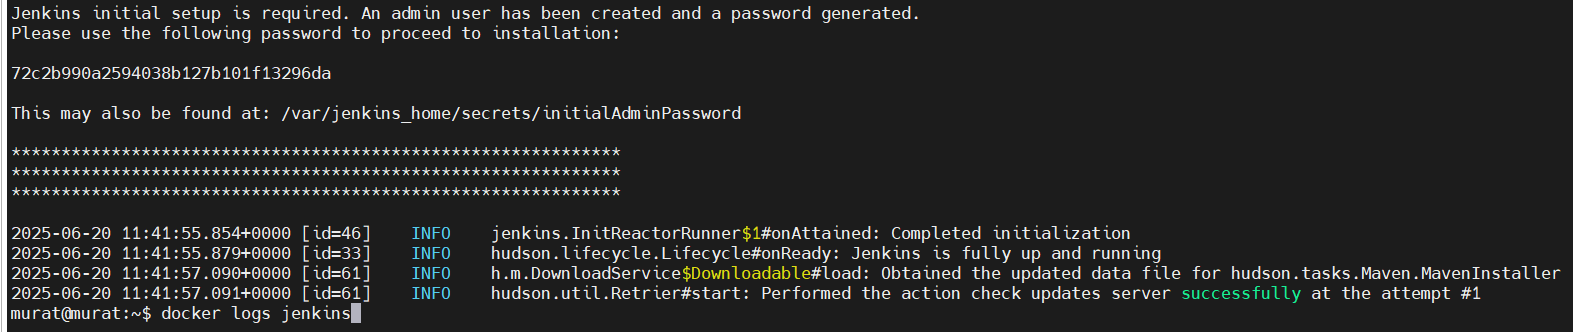 Jenkins initial setup is required. An admin user has been created and a password generated.
Please use the following password to proceed to installation:
72c2b990a2594038b127b101f13296da
This may also be found at: /var/jenkins_home/secrets/initialAdminPassword
*************************************************************
*************************************************************
*************************************************************
2025-06-20 11:41:55.854+0000 [id=46]    INFO    jenkins.InitReactorRunner$1#onAttained: Completed initialization
2025-06-20 11:41:55.879+0000 [id=33]    INFO    hudson.lifecycle.Lifecycle#onReady: Jenkins is fully up and running
2025-06-20 11:41:57.090+0000 [id=61]    INFO    h.m.DownloadService$Downloadable#load: Obtained the updated data file for hudson.tasks.Maven.MavenInstaller
2025-06-20 11:41:57.091+0000 [id=61]    INFO    hudson.util.Retrier#start: Performed the action check updates server successfully at the attempt #1
murat@murat:~$ docker logs jenkins